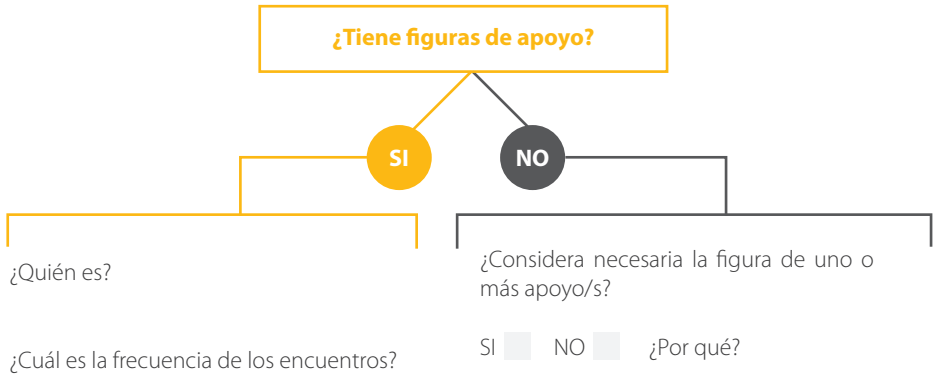 ¿Tiene figuras de apoyo?
SI
NO
¿Quién es?
¿Cuál es la frecuencia de los encuentros?
¿Considera necesaria la figura de uno o
más apoyo/s?
SI NO ¿Por qué?